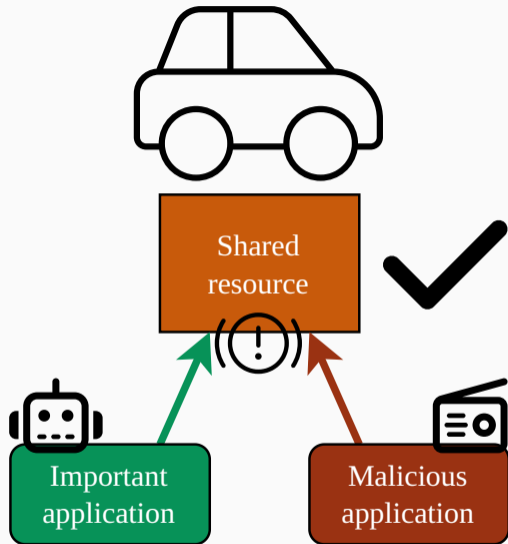 Shared
resource
Important
application
Malicious
application